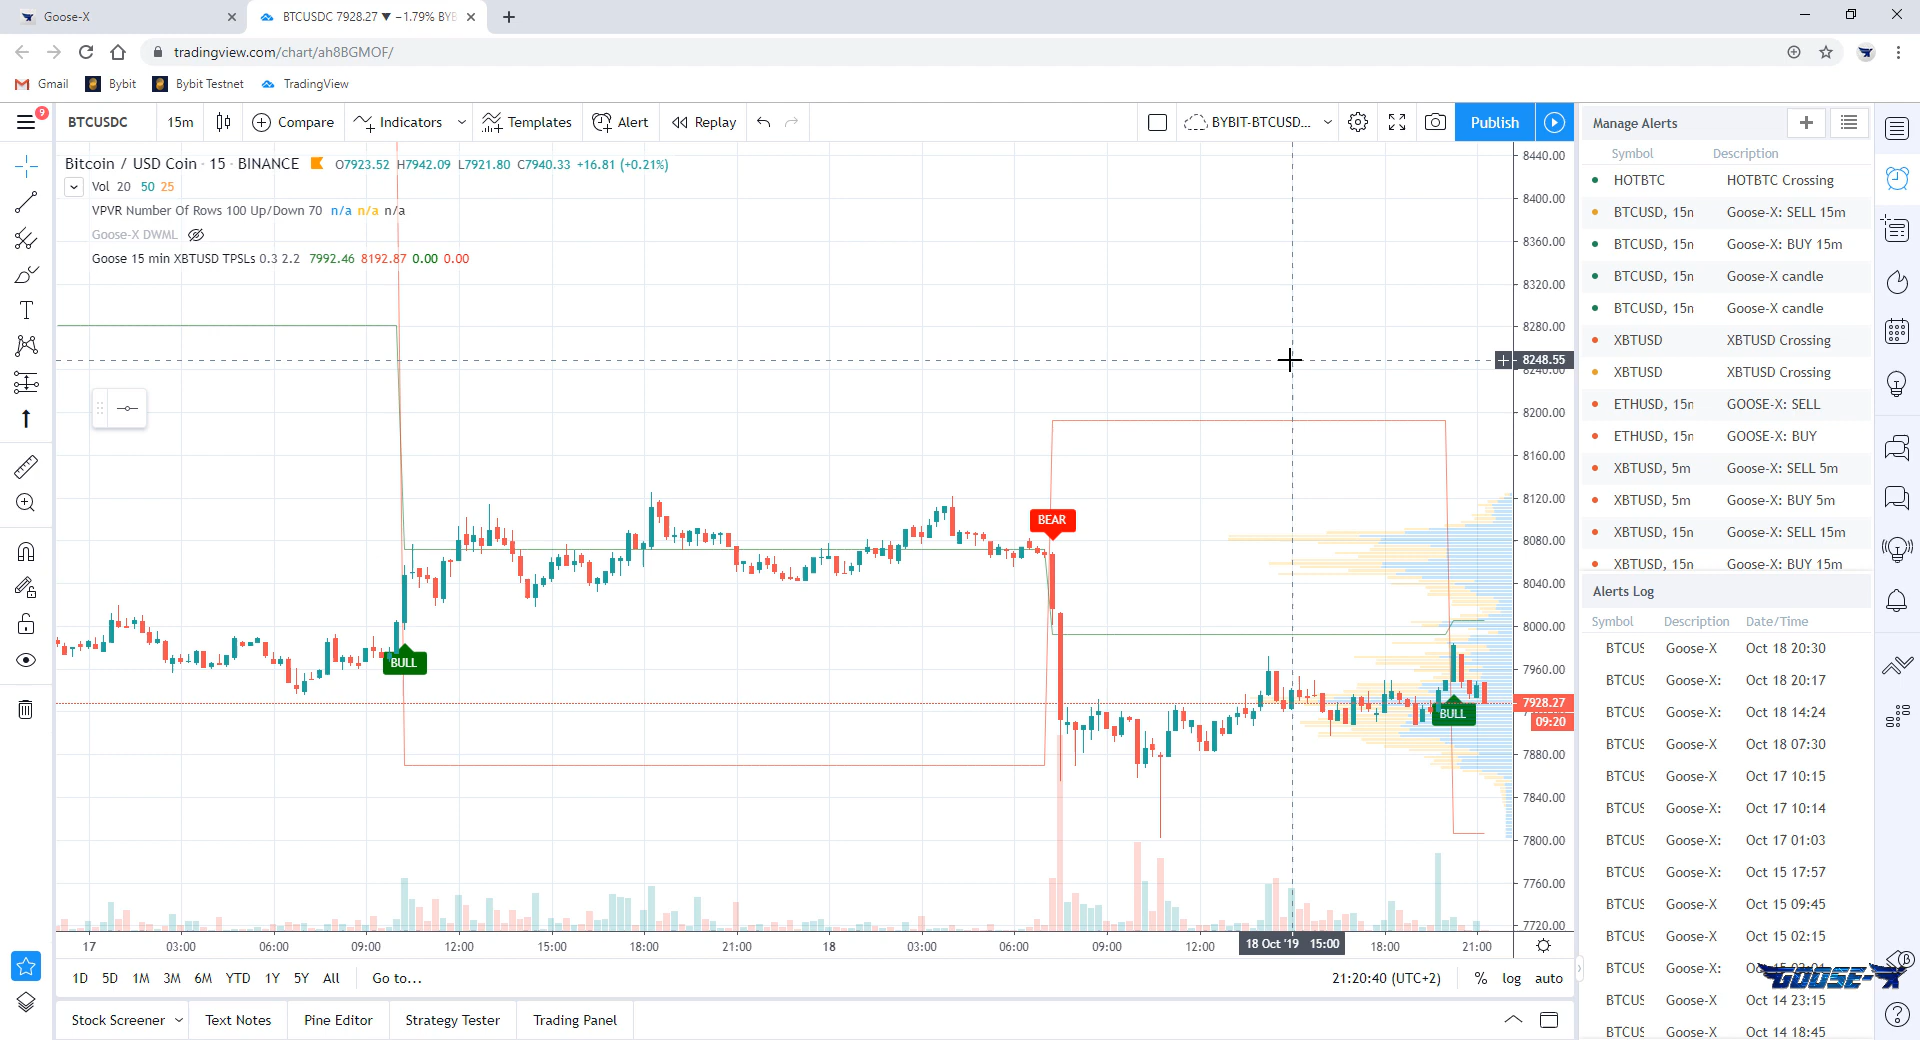 Goose-X
BTCUSDC 7928.27 ▼ −1.79% BYB
tradingview.com/chart/ah8BGMOF/
Gmail Bybit Bybit Testnet TradingView
9
BTCUSDC 15m Compare Indicators Templates Alert Replay BYBIT-BTCUSD... Publish
Bitcoin / USD Coin · 15 · BINANCE O7923.52 H7942.09 L7921.80 C7940.33 +16.81 (+0.21%)
Vol 20 50 25
VPVR Number Of Rows 100 Up/Down 70 n/a n/a n/a
Goose-X DWML
Goose 15 min XBTUSD TPSLs 0.3 2.2 7992.46 8192.87 0.00 0.00
BULL
BEAR
BULL
8440.00
8400.00
8360.00
8320.00
8280.00
8248.55
8240.00
8200.00
8160.00
8120.00
8080.00
8040.00
8000.00
7960.00
7928.27
09:20
7880.00
7840.00
7800.00
7760.00
7720.00
17 03:00 06:00 09:00 12:00 15:00 18:00 21:00 18 03:00 06:00 09:00 12:00 18 Oct '19 15:00 18:00 21:00
1D 5D 1M 3M 6M YTD 1Y 5Y All Go to... 21:20:40 (UTC+2) % log auto
Stock Screener Text Notes Pine Editor Strategy Tester Trading Panel
Manage Alerts
Symbol Description
HOTBTC HOTBTC Crossing
BTCUSD, 15n Goose-X: SELL 15m
BTCUSD, 15n Goose-X: BUY 15m
BTCUSD, 15n Goose-X candle
BTCUSD, 15n Goose-X candle
XBTUSD XBTUSD Crossing
XBTUSD XBTUSD Crossing
ETHUSD, 15n GOOSE-X: SELL
ETHUSD, 15n GOOSE-X: BUY
XBTUSD, 5m Goose-X: SELL 5m
XBTUSD, 5m Goose-X: BUY 5m
XBTUSD, 15n Goose-X: SELL 15m
XBTUSD, 15n Goose-X: BUY 15m
Alerts Log
Symbol Description Date/Time
BTCUS Goose-X Oct 18 20:30
BTCUS Goose-X: Oct 18 20:17
BTCUS Goose-X: Oct 18 14:24
BTCUS Goose-X Oct 18 07:30
BTCUS Goose-X Oct 17 10:15
BTCUS Goose-X: Oct 17 10:14
BTCUS Goose-X: Oct 17 01:03
BTCUS Goose-X: Oct 15 17:57
BTCUS Goose-X: Oct 15 09:45
BTCUS Goose-X: Oct 15 02:15
BTCUS Goose-X:
GOOSE-X
BTCUS Goose-X Oct 14 23:15
BTCUS Goose-X Oct 14 18:45